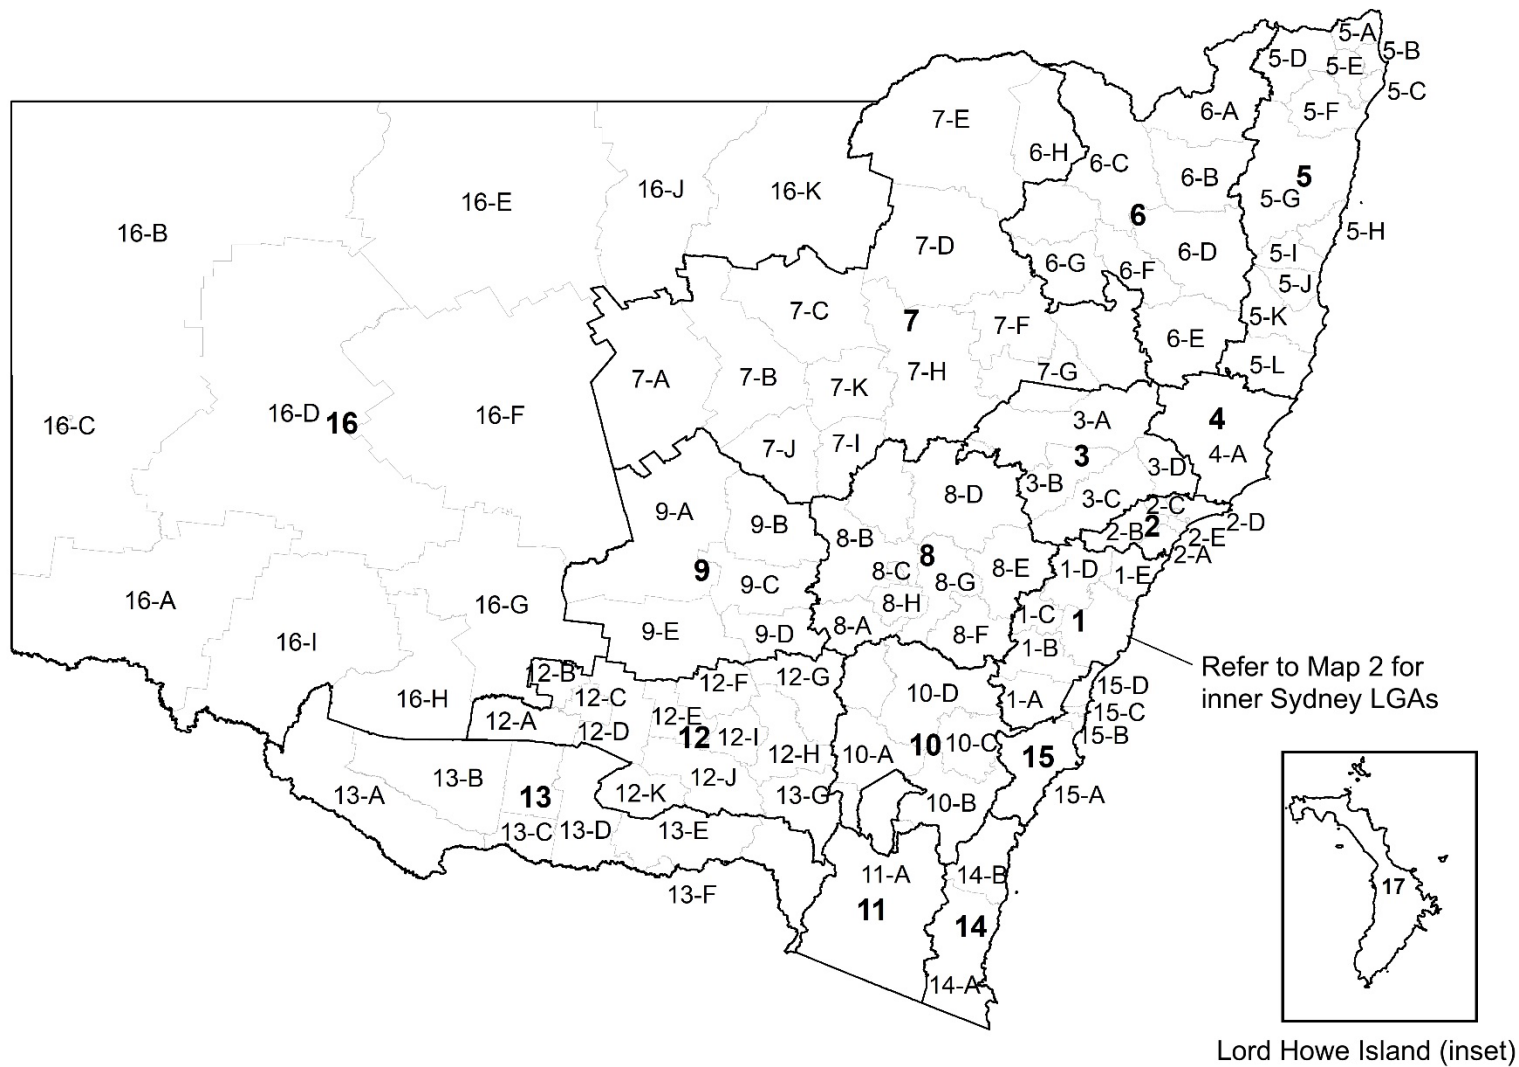 5-A
5-B
5-D
5-E
5-C
6-A
5-F
7-E
6-H
6-C
6-B
5
16-J
16-K
5-G
16-E
6
16-B
5-H
7-D
6-D
5-I
6-G
6-F
5-J
7-C
5-K
7
7-F
6-E
5-L
7-A
7-B
7-K
7-H
7-G
16-D
16
16-F
16-C
3-A
4
7-J
7-I
3
4-A
3-D
3-B
8-D
3-C
2-C
9-A
9-B
2
2-D
2-B
8-B
2-E
8
2-A
9
8-C
8-G
8-E
1-D
1-E
9-C
16-A
16-G
8-H
1-C
1
9-E
9-D
8-A
8-F
16-I
1-B
Refer to Map 2 for
inner Sydney LGAs
12-B
12-F
12-G
15-D
16-H
12-C
10-D
1-A
12-A
12-E
15-C
12-D
12
12-I
10
10-C
15-B
12-H
10-A
15
13-B
12-J
13-A
13
12-K
13-G
10-B
15-A
13-C
13-D
13-E
11-A
14-B
13-F
17
11
14
14-A
Lord Howe Island (inset)